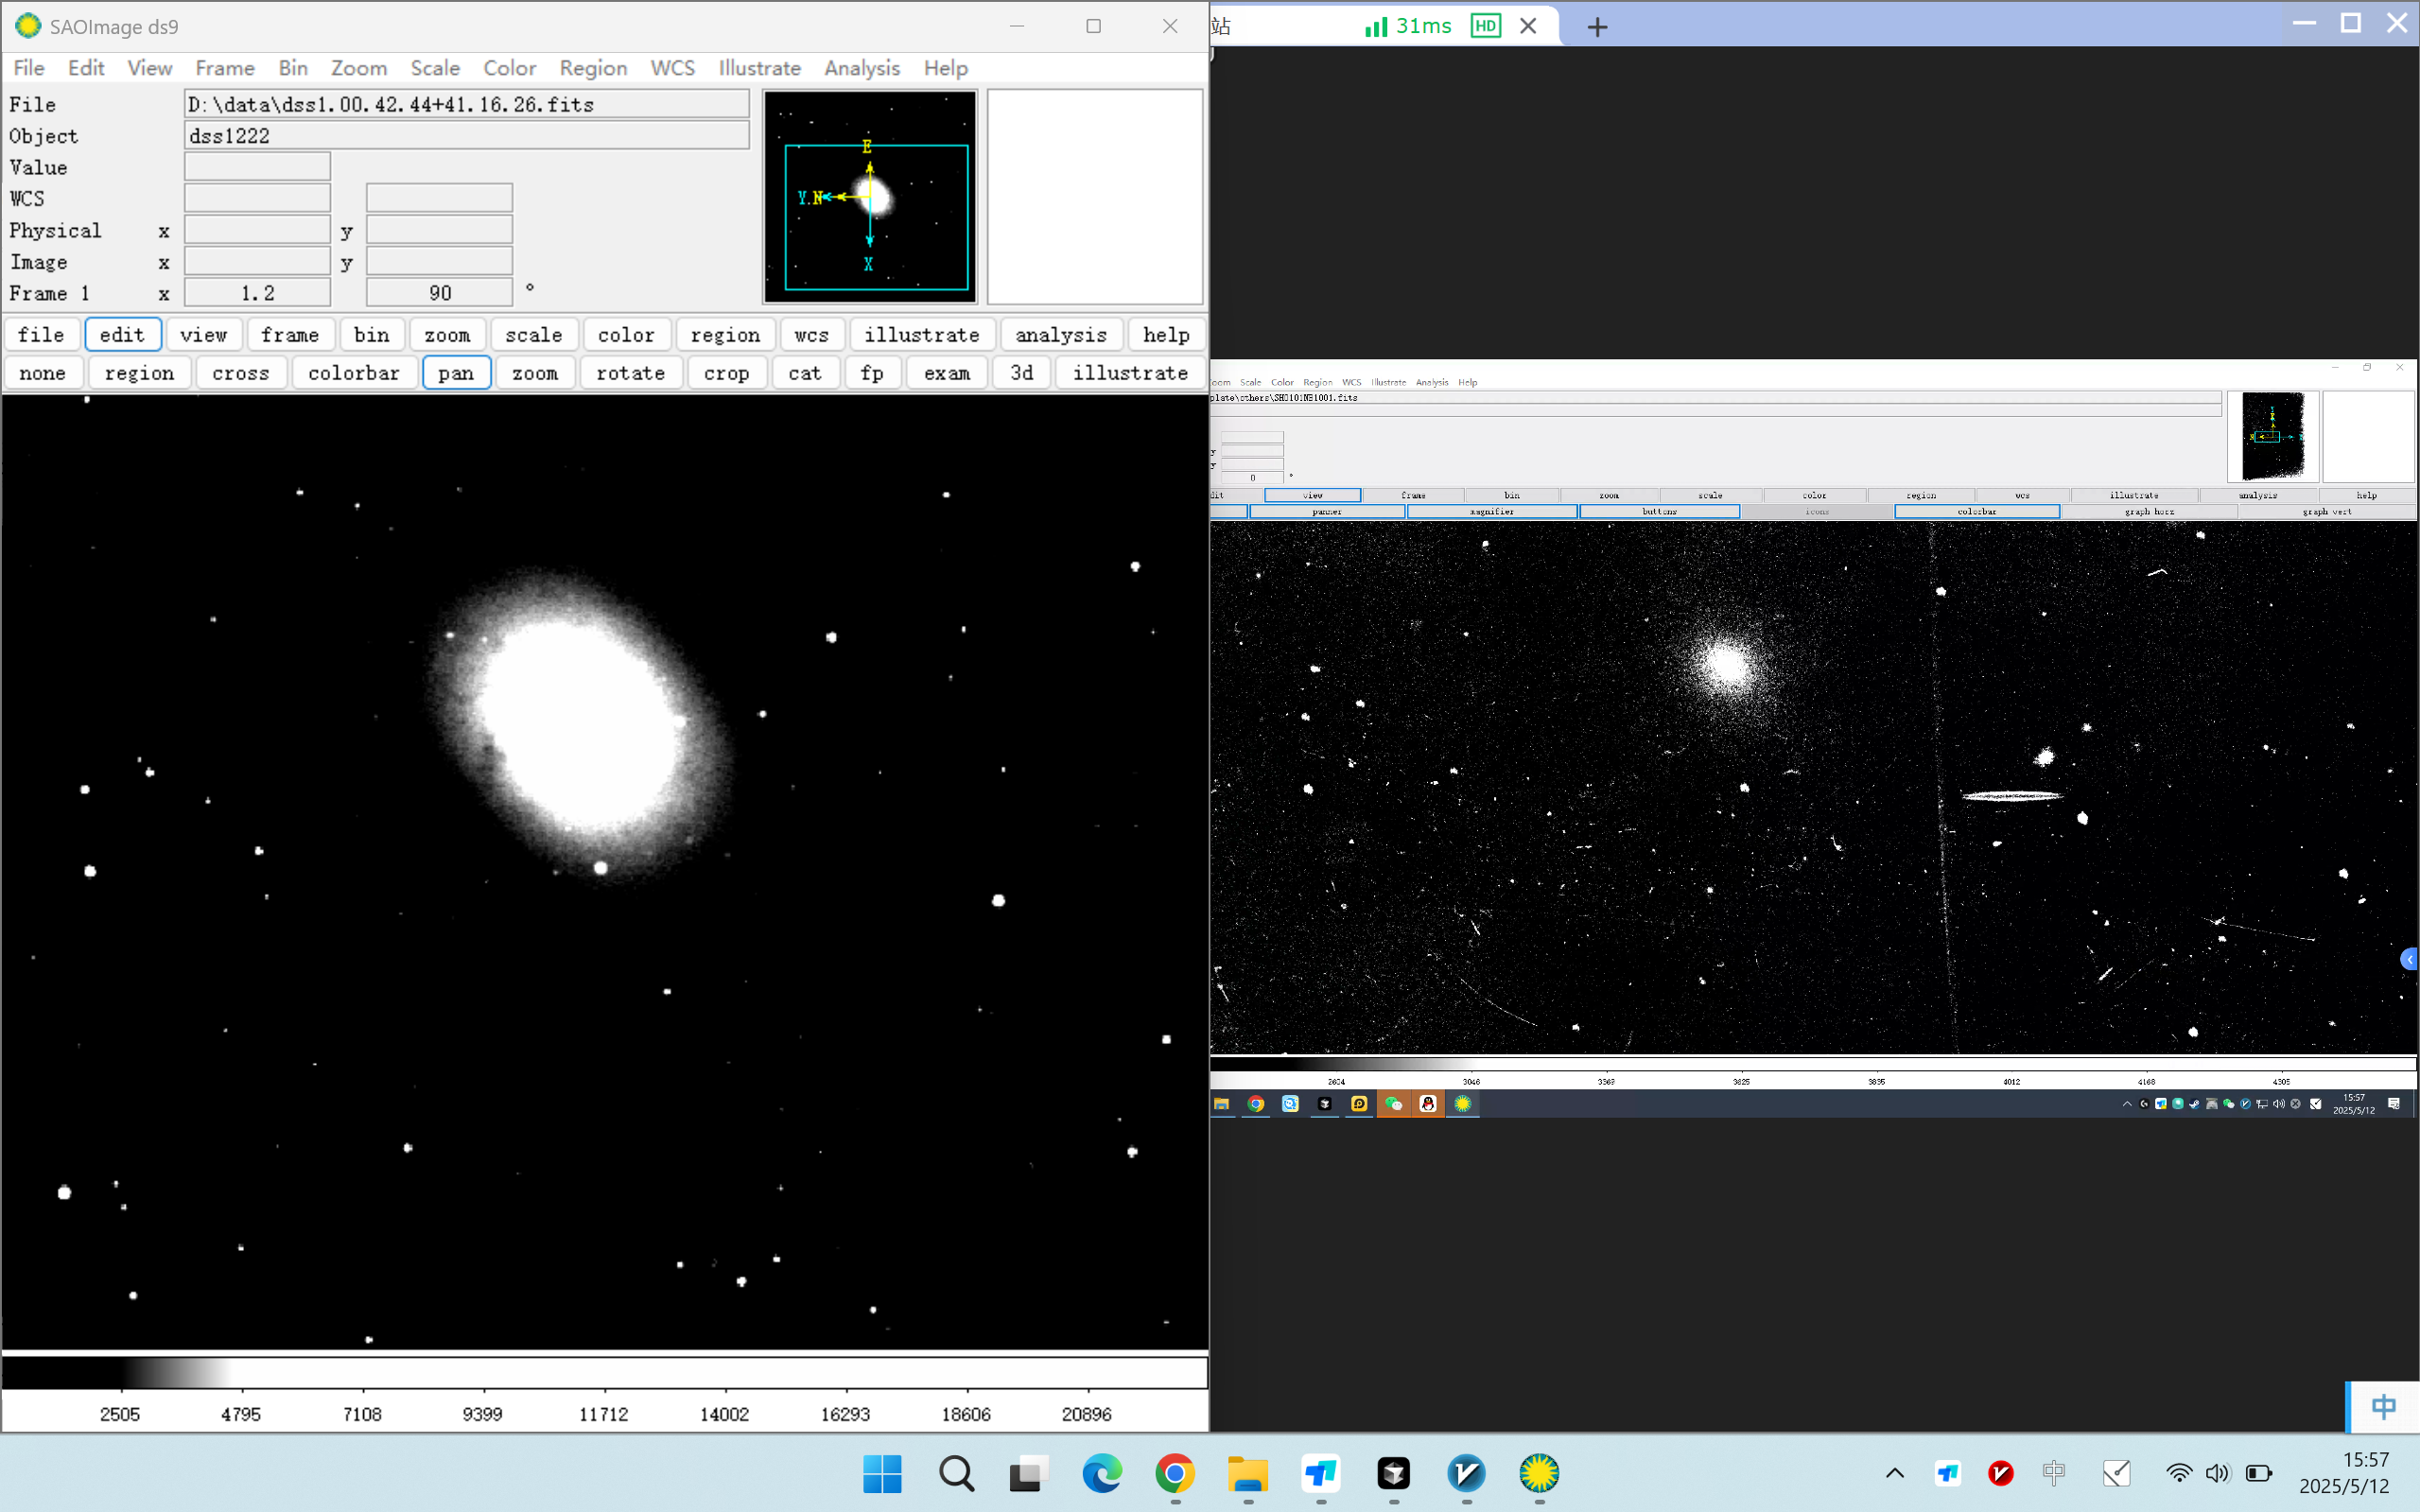 SAOImage ds9
File Edit View Frame Bin Zoom Scale Color Region WCS Illustrate Analysis Help
File D:\data\dss1.00.42.44+41.16.26.fits
Object dss1222
Value
WCS
Physical x y
Image x y
Frame 1 x 1.2 90 °
E
Y N
X
file edit view frame bin zoom scale color region wcs illustrate analysis help
none region cross colorbar pan zoom rotate crop cat fp exam 3d illustrate
2505 4795 7108 9399 11712 14002 16293 18606 20896
站 31ms HD
Scale Color Region WCS Illustrate Analysis Help
plate\others\SH0101NB1001.fits
y
y
0 °
dit view frame bin zoom scale color region wcs illustrate analysis help
panner magnifier buttons icons colorbar graph horz graph vert
2604 3046 3369 3625 3835 4012 4168 4305
15:57
2025/5/12
中
中
15:57
2025/5/12